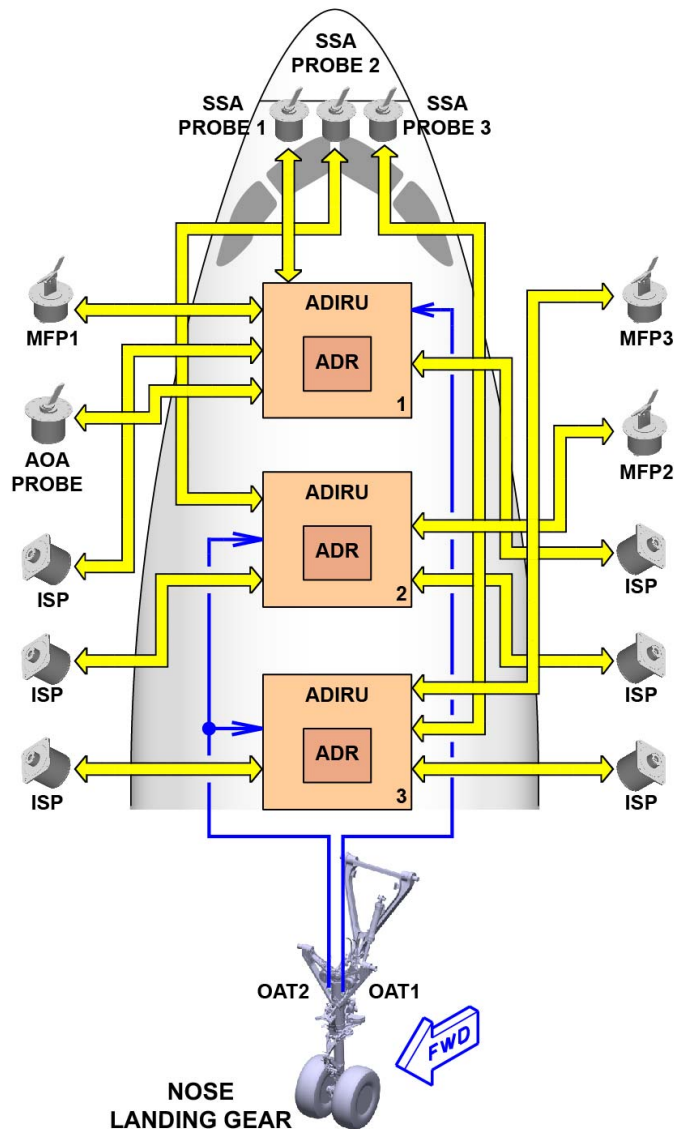 SSA
PROBE 2
SSA
PROBE 1
SSA
PROBE 3
MFP1
ADIRU
ADR
1
MFP3
AOA
PROBE
MFP2
ADIRU
ADR
2
ISP
ISP
ISP
ISP
ADIRU
ADR
3
ISP
ISP
OAT2
OAT1
FWD
NOSE
LANDING GEAR